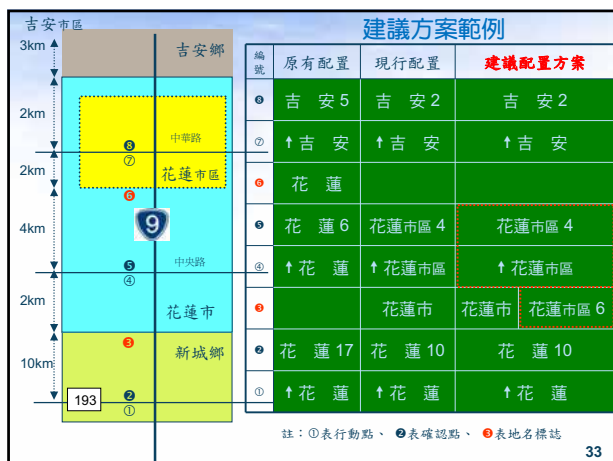 吉安市區
建議方案範例
3km
吉安鄉
編號 原有配置 現行配置 建議配置方案
❽ 吉 安 5 吉 安 2 吉 安 2
2km
中華路
❽
⑦
⑦ ↑吉 安 ↑吉 安 ↑吉 安
2km
花蓮市區
❻
❻ 花 蓮
9
4km
❺ 花 蓮 6 花蓮市區 4 花蓮市區 4
中央路
❺
④
④ ↑花 蓮 ↑花蓮市區 ↑花蓮市區
2km
花蓮市
❸ 花蓮市 花蓮市 花蓮市區 6
❸
新城鄉
10km
❷ 花 蓮 17 花 蓮 10 花 蓮 10
193
❷
①
① ↑花 蓮 ↑花 蓮 ↑花 蓮
註：①表行動點、 ❷表確認點、 ❸表地名標誌
33